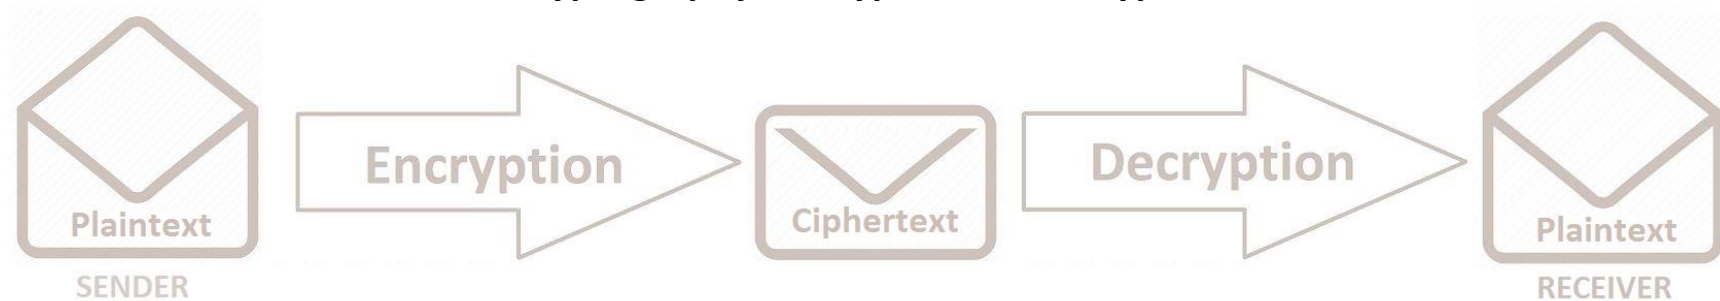 Encryption
Decryption
Plaintext
Ciphertext
Plaintext
SENDER
RECEIVER